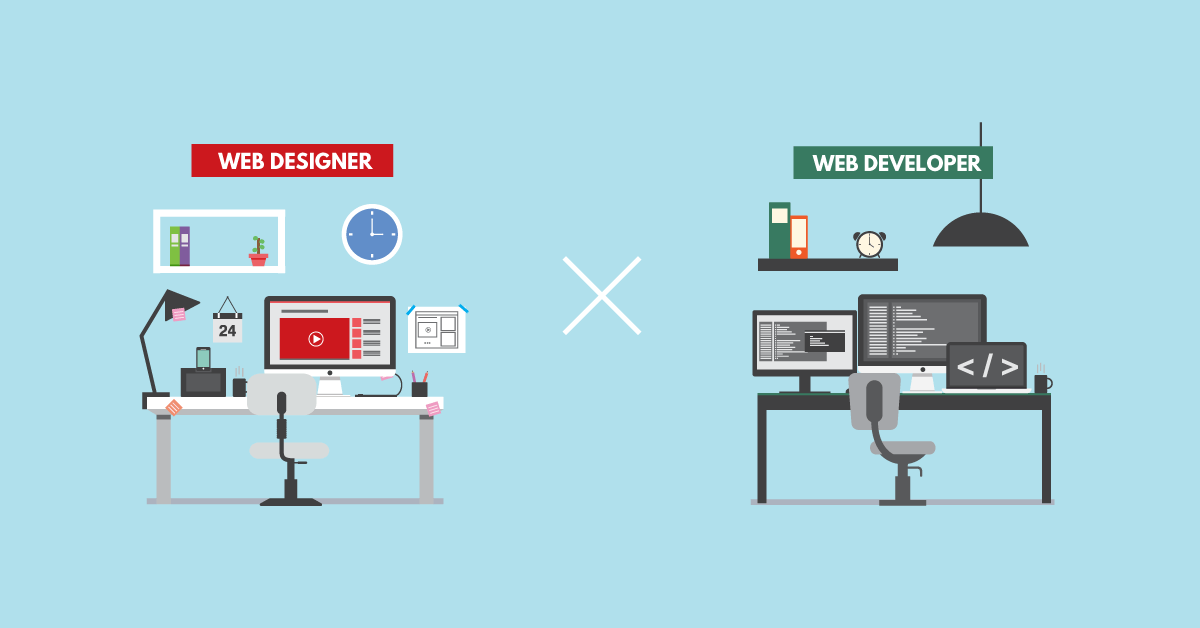 WEB DESIGNER
WEB DEVELOPER
24
</>